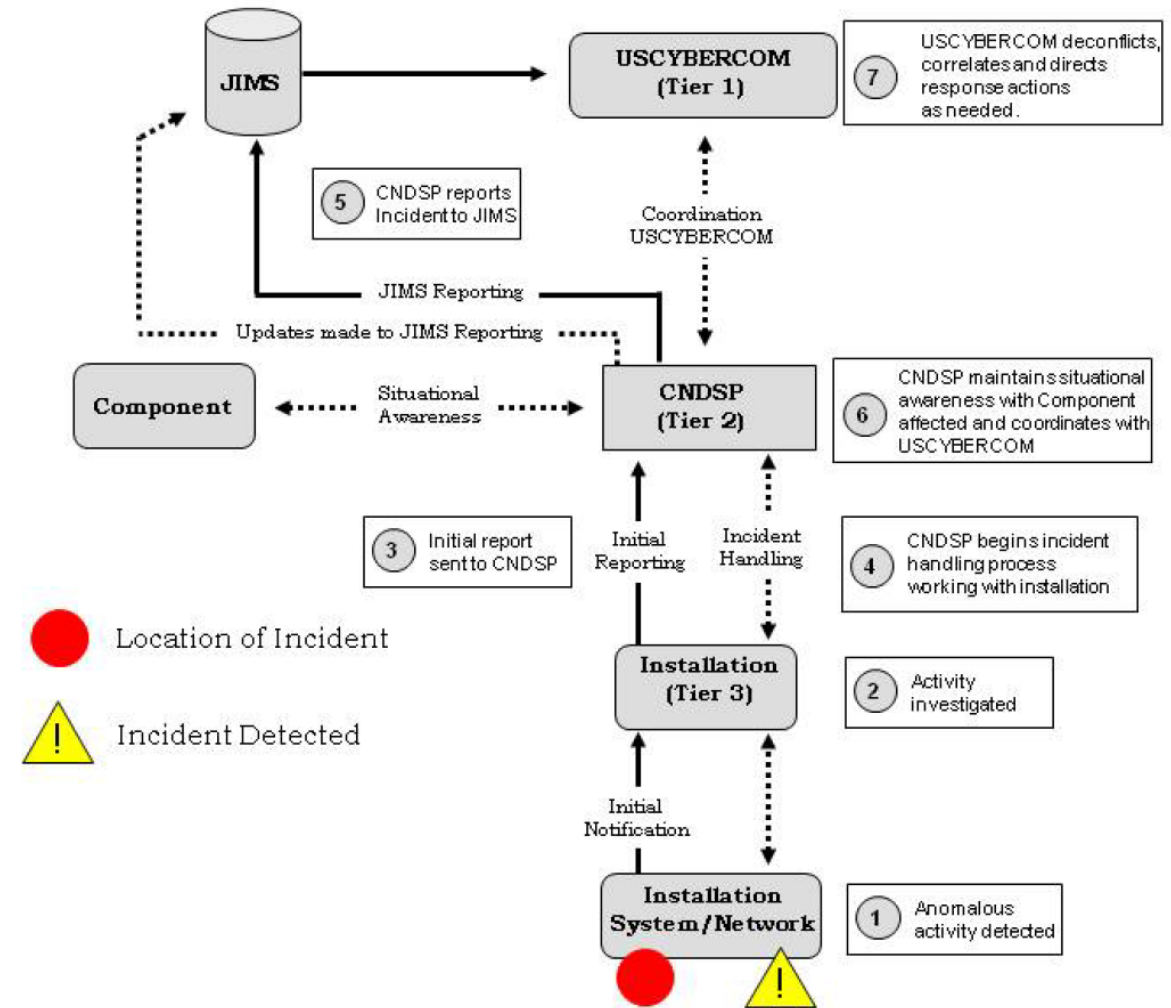 JIMS
USCYBERCOM
(Tier 1)
7
USCYBERCOM deconflicts,
correlates and directs
response actions
as needed.
5
CNDSP reports
Incident to JIMS
Coordination
USCYBERCOM
JIMS Reporting
Updates made to JIMS Reporting
Component
Situational
Awareness
CNDSP
(Tier 2)
6
CNDSP maintains situational
awareness with Component
affected and coordinates with
USCYBERCOM
3
Initial report
sent to CNDSP
Initial
Reporting
Incident
Handling
4
CNDSP begins incident
handling process
working with installation
Location of Incident
Installation
(Tier 3)
2
Activity
investigated
!
Incident Detected
Initial
Notification
Installation
System/Network
1
Anomalous
activity detected
!